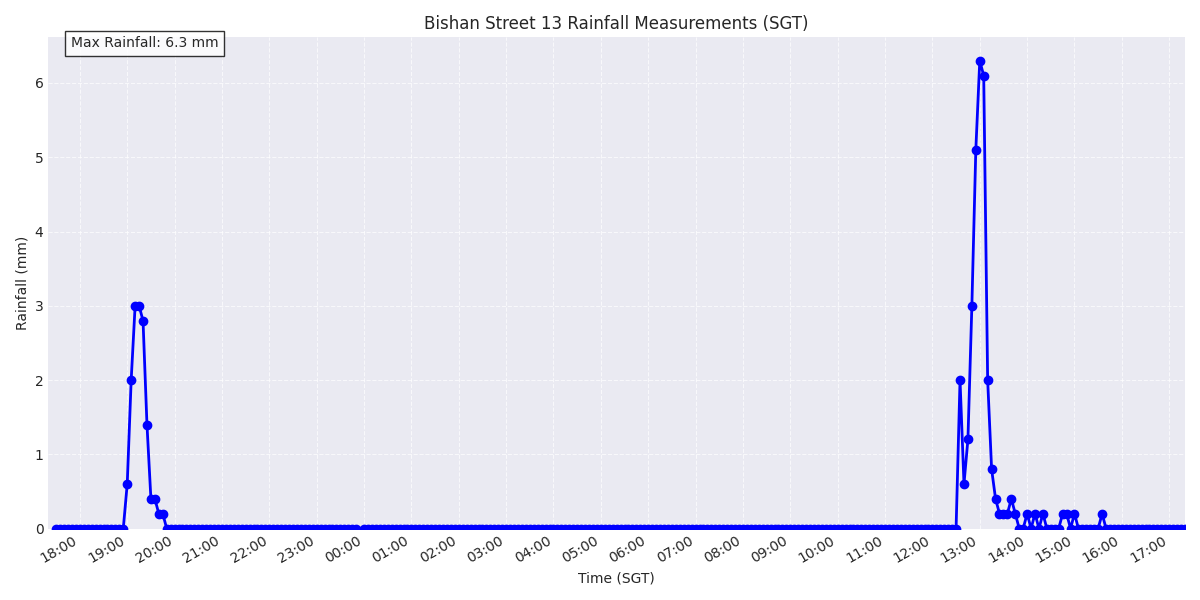 Bishan Street 13 Rainfall Measurements (SGT)
Max Rainfall: 6.3 mm
Rainfall (mm)
6
5
4
3
2
1
0
18:00 19:00 20:00 21:00 22:00 23:00 00:00 01:00 02:00 03:00 04:00 05:00 06:00 07:00 08:00 09:00 10:00 11:00 12:00 13:00 14:00 15:00 16:00 17:00
Time (SGT)